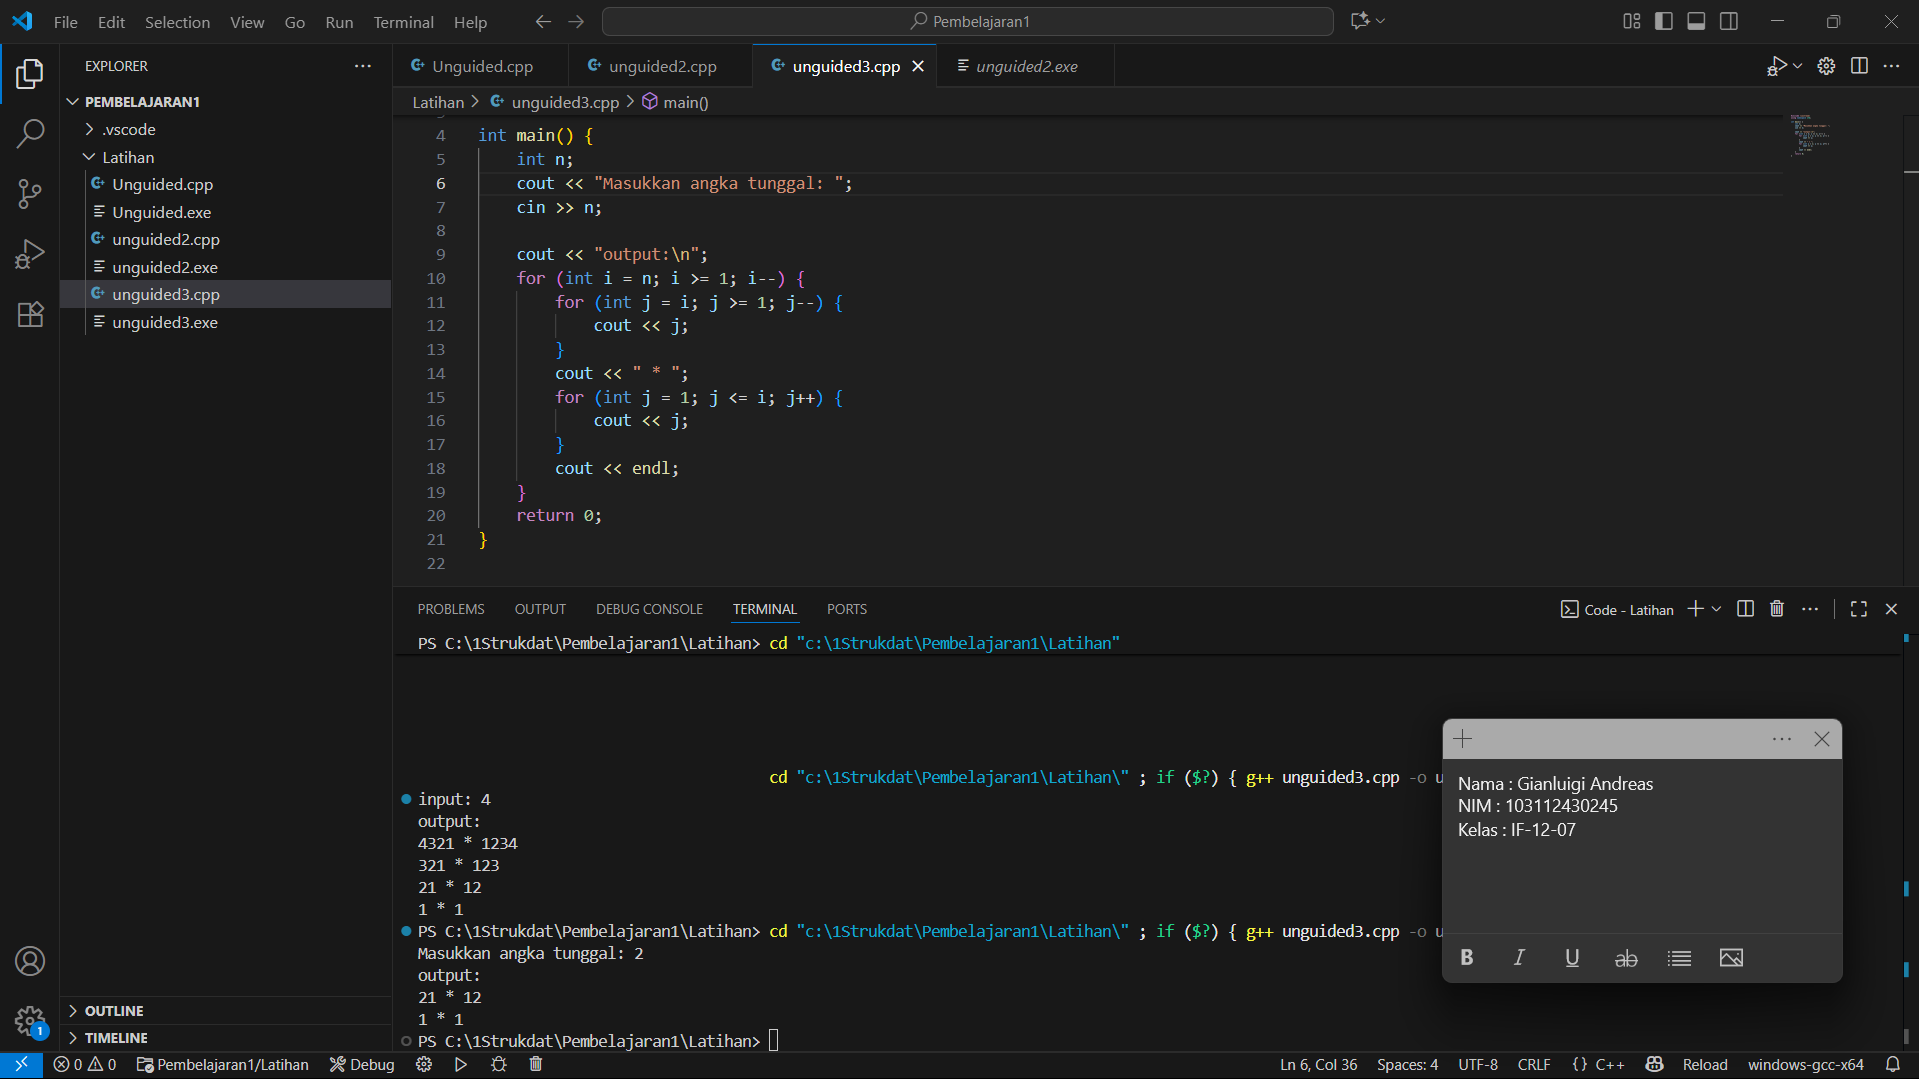 File Edit Selection View Go Run Terminal Help
Pembelajaran1
EXPLORER
PEMBELAJARAN1
.vscode
Latihan
Unguided.cpp
Unguided.exe
unguided2.cpp
unguided2.exe
unguided3.cpp
unguided3.exe
OUTLINE
TIMELINE
Unguided.cpp unguided2.cpp unguided3.cpp unguided2.exe
Latihan > unguided3.cpp > main()
4 int main() {
5 int n;
6 cout << "Masukkan angka tunggal: ";
7 cin >> n;
8
9 cout << "output:\n";
10 for (int i = n; i >= 1; i--) {
11 for (int j = i; j >= 1; j--) {
12 cout << j;
13 }
14 cout << " * ";
15 for (int j = 1; j <= i; j++) {
16 cout << j;
17 }
18 cout << endl;
19 }
20 return 0;
21 }
22
PROBLEMS OUTPUT DEBUG CONSOLE TERMINAL PORTS
Code - Latihan
PS C:\1Strukdat\Pembelajaran1\Latihan> cd "c:\1Strukdat\Pembelajaran1\Latihan"
cd "c:\1Strukdat\Pembelajaran1\Latihan\" ; if ($?) { g++ unguided3.cpp -o u
input: 4
output:
4321 * 1234
321 * 123
21 * 12
1 * 1
PS C:\1Strukdat\Pembelajaran1\Latihan> cd "c:\1Strukdat\Pembelajaran1\Latihan\" ; if ($?) { g++ unguided3.cpp -o u
Masukkan angka tunggal: 2
output:
21 * 12
1 * 1
PS C:\1Strukdat\Pembelajaran1\Latihan>
Nama : Gianluigi Andreas
NIM : 103112430245
Kelas : IF-12-07
B I U ab
1
0 0 Pembelajaran1/Latihan Debug
Ln 6, Col 36 Spaces: 4 UTF-8 CRLF {} C++ Reload windows-gcc-x64